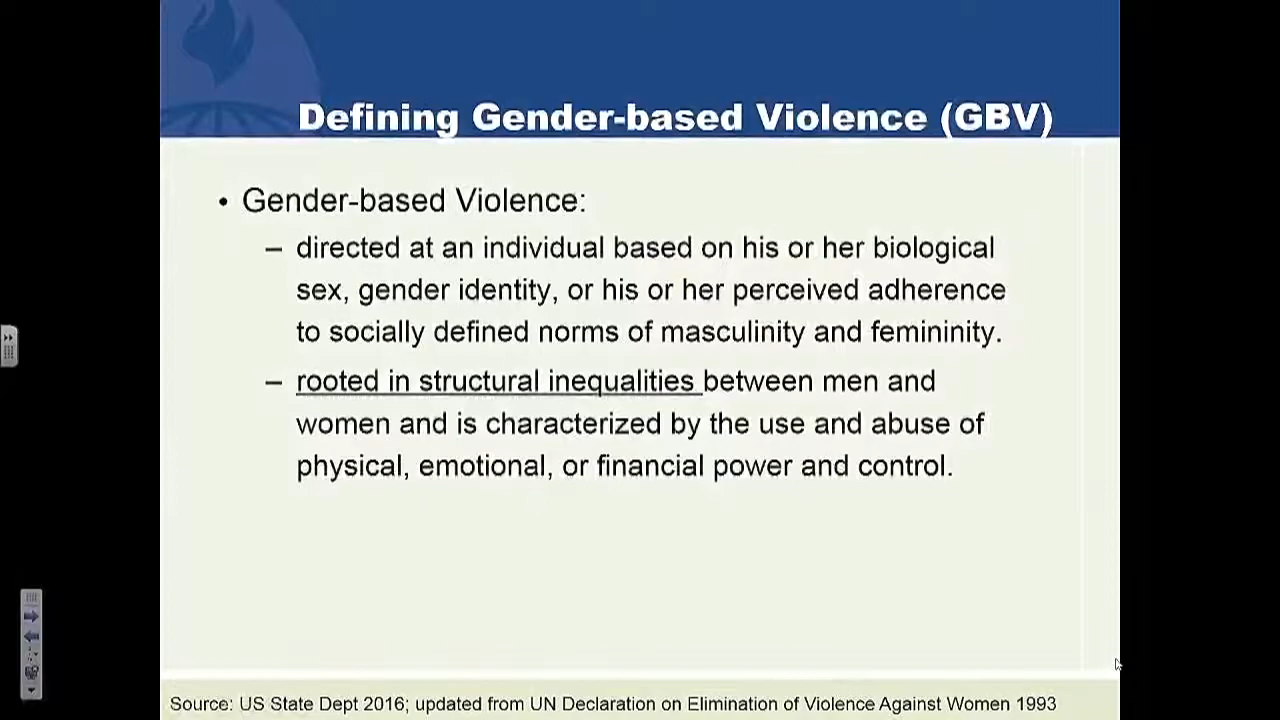 Defining Gender-based Violence (GBV)
• Gender-based Violence:
– directed at an individual based on his or her biological
sex, gender identity, or his or her perceived adherence
to socially defined norms of masculinity and femininity.
– rooted in structural inequalities between men and
women and is characterized by the use and abuse of
physical, emotional, or financial power and control.
Source: US State Dept 2016; updated from UN Declaration on Elimination of Violence Against Women 1993